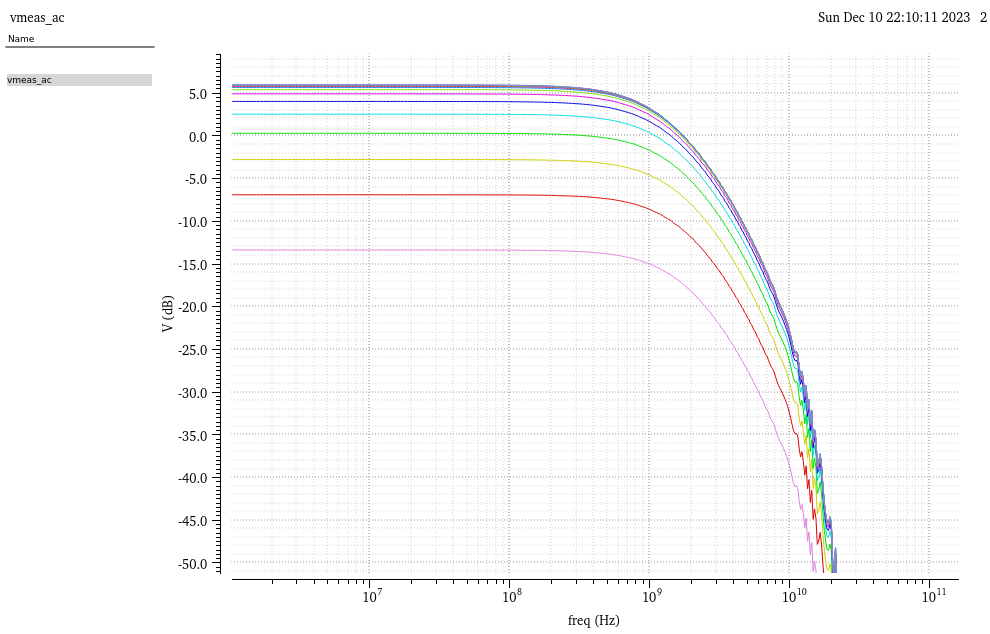 vmeas_ac
Sun Dec 10 22:10:11 2023 2
Name
vmeas_ac
V (dB)
5.0
0.0
-5.0
-10.0
-15.0
-20.0
-25.0
-30.0
-35.0
-40.0
-45.0
-50.0
10⁷ 10⁸ 10⁹ 10¹⁰ 10¹¹
freq (Hz)